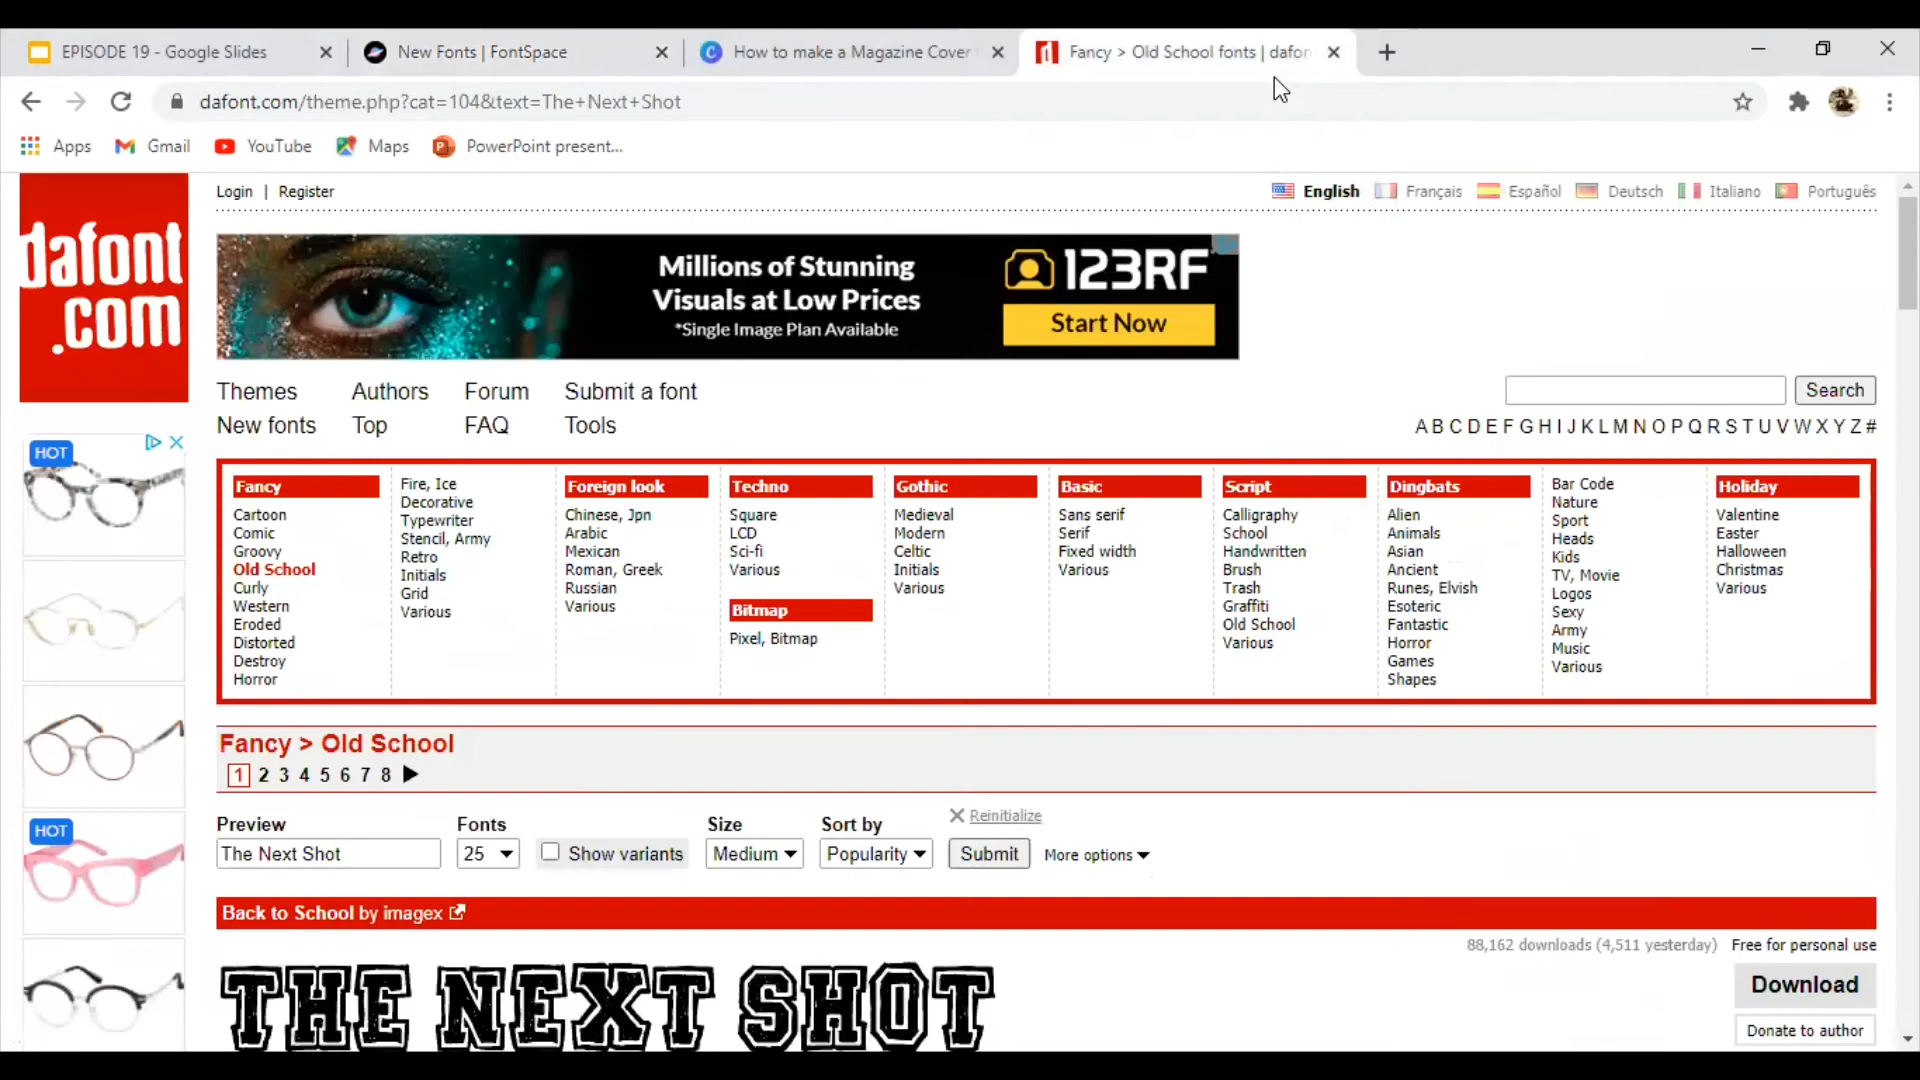 EPISODE 19 - Google Slides
New Fonts | FontSpace
How to make a Magazine Cover
Fancy > Old School fonts | dafon
dafont.com/theme.php?cat=104&text=The+Next+Shot
Apps
Gmail
YouTube
Maps
PowerPoint present...
dafont
.com
Login | Register
English
Français
Español
Deutsch
Italiano
Português
Millions of Stunning
Visuals at Low Prices
*Single Image Plan Available
123RF
Start Now
Themes
Authors
Forum
Submit a font
Search
New fonts
Top
FAQ
Tools
A B C D E F G H I J K L M N O P Q R S T U V W X Y Z #
HOT
Fancy
Cartoon
Comic
Groovy
Old School
Curly
Western
Eroded
Distorted
Destroy
Horror
Fire, Ice
Decorative
Typewriter
Stencil, Army
Retro
Initials
Grid
Various
Foreign look
Chinese, Jpn
Arabic
Mexican
Roman, Greek
Russian
Various
Techno
Square
LCD
Sci-fi
Various
Bitmap
Pixel, Bitmap
Gothic
Medieval
Modern
Celtic
Initials
Various
Basic
Sans serif
Serif
Fixed width
Various
Script
Calligraphy
School
Handwritten
Brush
Trash
Graffiti
Old School
Various
Dingbats
Alien
Animals
Asian
Ancient
Runes, Elvish
Esoteric
Fantastic
Horror
Games
Shapes
Bar Code
Nature
Sport
Heads
Kids
TV, Movie
Logos
Sexy
Army
Music
Various
Holiday
Valentine
Easter
Halloween
Christmas
Various
Fancy > Old School
1 2 3 4 5 6 7 8
HOT
Preview
Fonts
Size
Sort by
Reinitialize
The Next Shot
25
Show variants
Medium
Popularity
Submit
More options
Back to School by imagex
88,162 downloads (4,511 yesterday)
Free for personal use
THE NEXT SHOT
Download
Donate to author